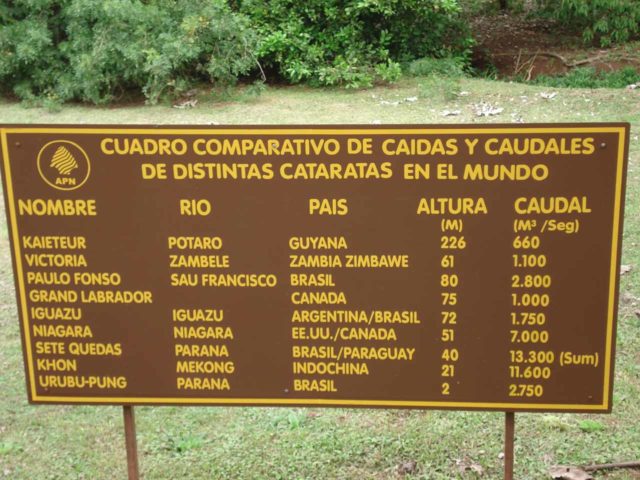 CUADRO COMPARATIVO DE CAIDAS Y CAUDALES
DE DISTINTAS CATARATAS EN EL MUNDO
APN
NOMBRE RIO PAIS ALTURA CAUDAL
(M) (M³ /Seg)
KAIETEUR POTARO GUYANA 226 660
VICTORIA ZAMBELE ZAMBIA ZIMBAWE 61 1.100
PAULO FONSO SAU FRANCISCO BRASIL 80 2.800
GRAND LABRADOR CANADA 75 1.000
IGUAZU IGUAZU ARGENTINA/BRASIL 72 1.750
NIAGARA NIAGARA EE.UU./CANADA 51 7.000
SETE QUEDAS PARANA BRASIL/PARAGUAY 40 13.300 (Sum)
KHON MEKONG INDOCHINA 21 11.600
URUBU-PUNG PARANA BRASIL 2 2.750